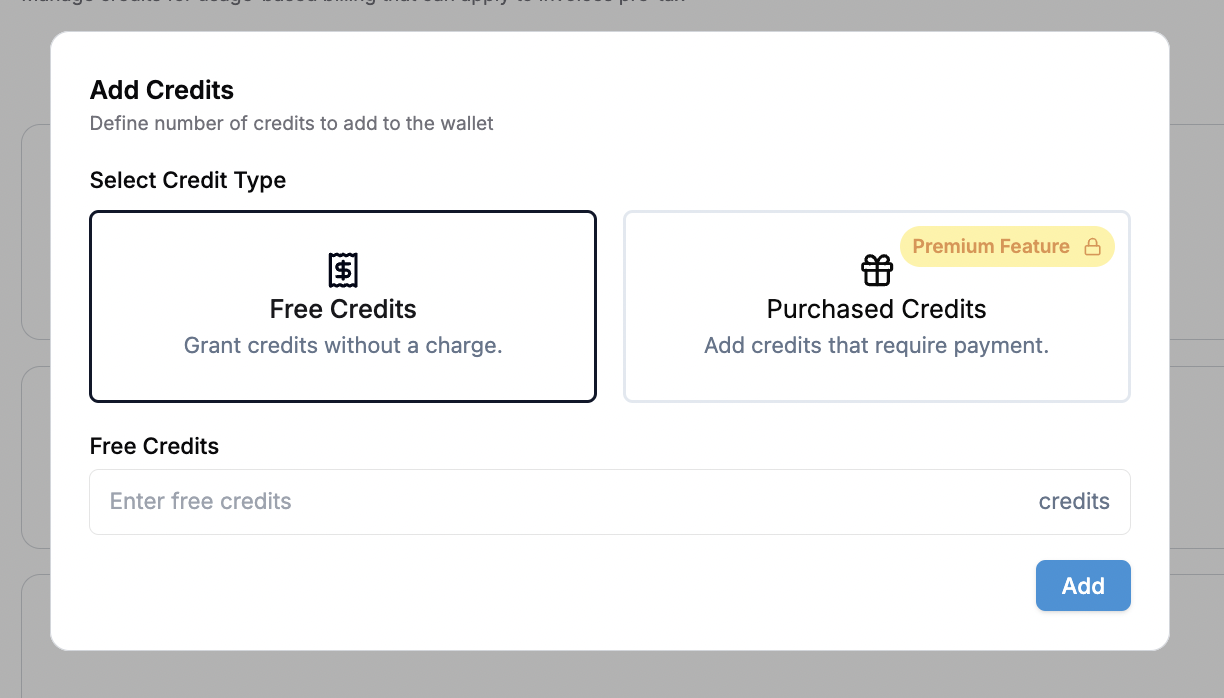 Manage credits for usage-based billing that can apply to invoices pre-tax
Add Credits
Define number of credits to add to the wallet
Select Credit Type
Free Credits
Grant credits without a charge.
Premium Feature
Purchased Credits
Add credits that require payment.
Free Credits
Enter free credits
credits
Add